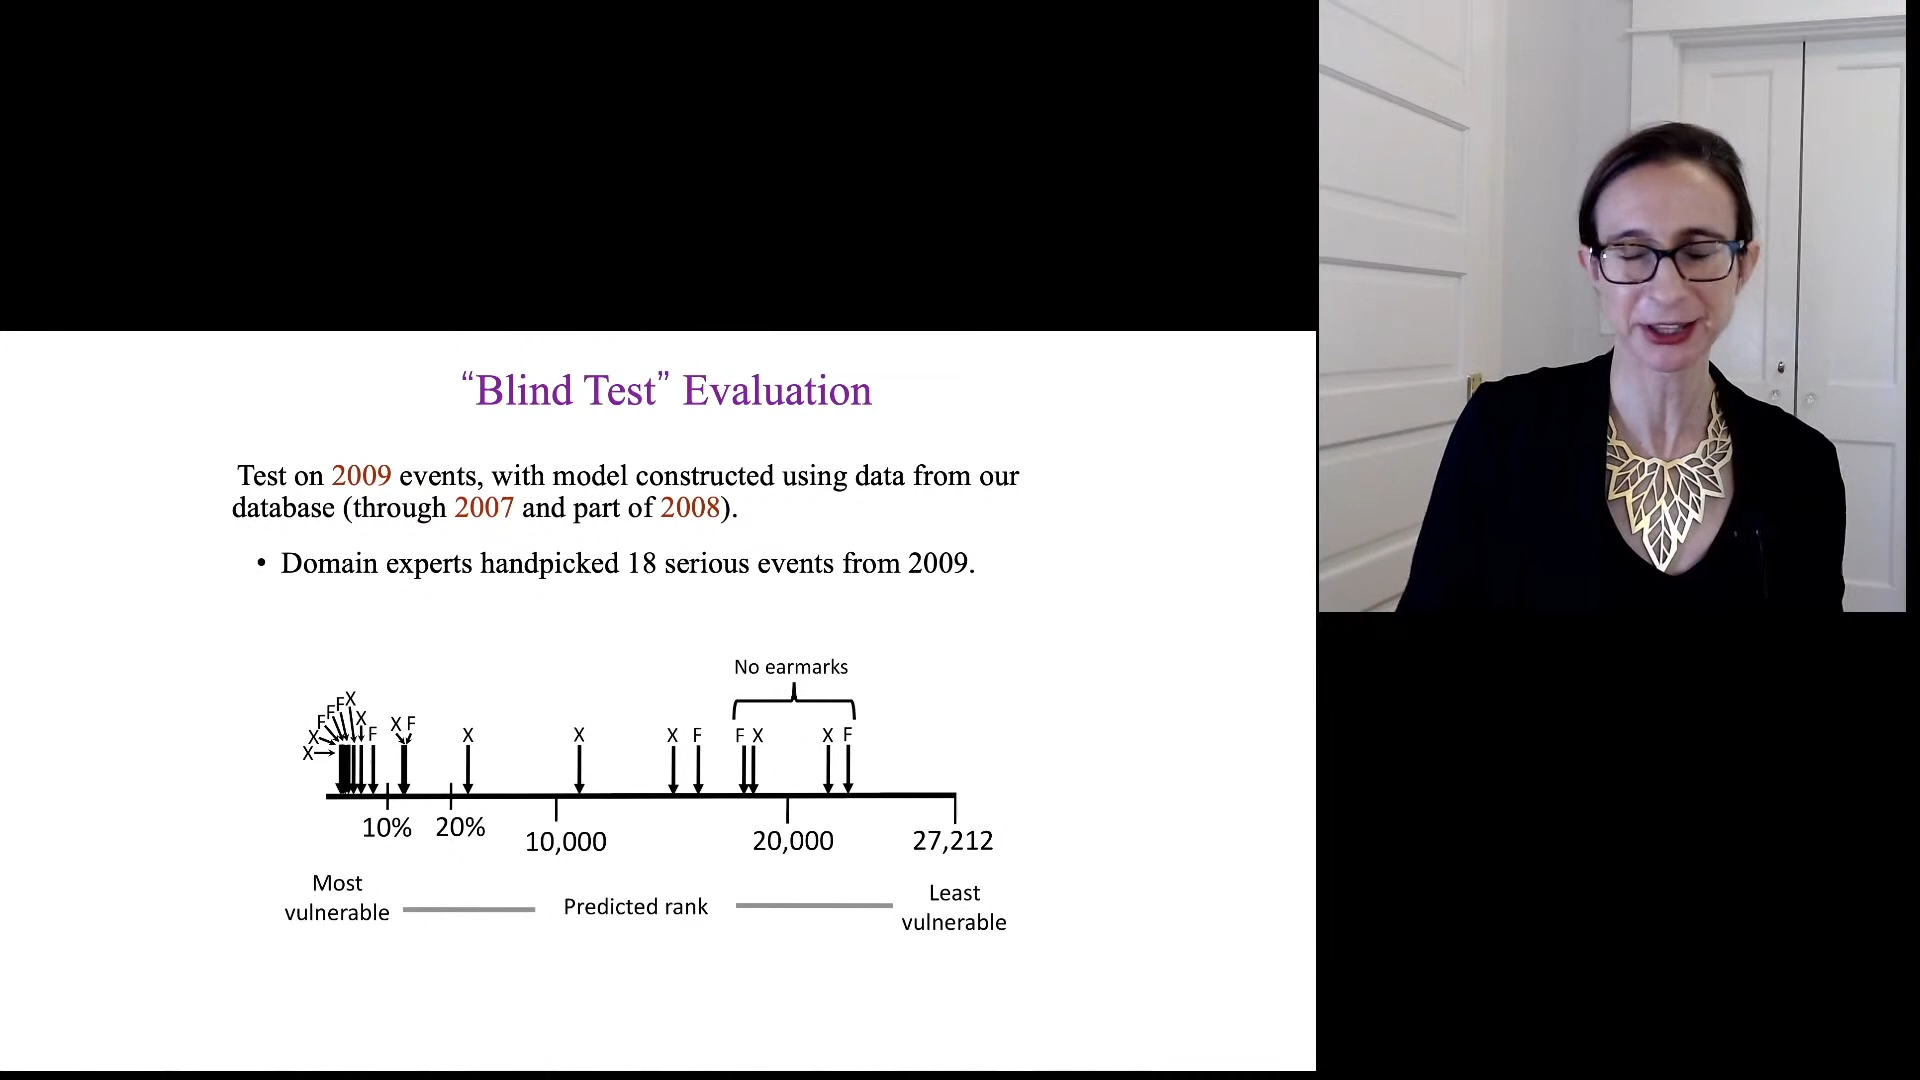 “Blind Test” Evaluation
Test on 2009 events, with model constructed using data from our
database (through 2007 and part of 2008).
• Domain experts handpicked 18 serious events from 2009.
No earmarks
X X F F F X X F X F X X X F F X X F
10% 20% 10,000 20,000 27,212
Most
vulnerable
Predicted rank
Least
vulnerable